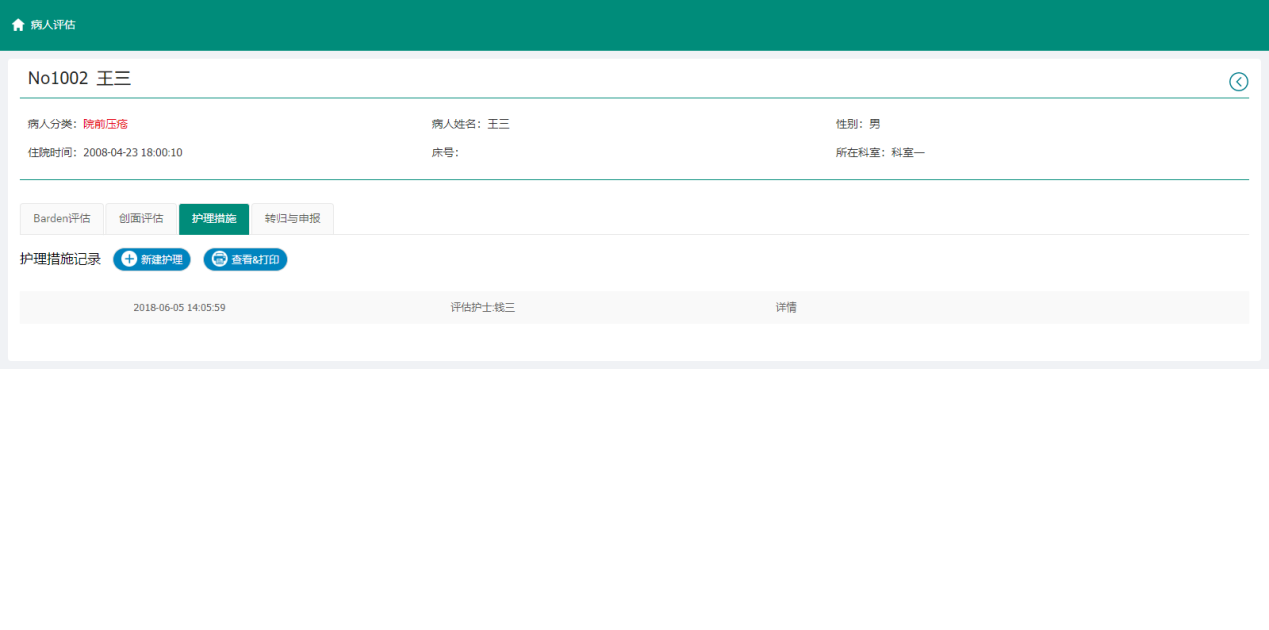 病人评估
No1002 王三
病人分类：院前压疮 病人姓名：王三 性别：男
住院时间：2008-04-23 18:00:10 床号： 所在科室：科室一
Barden评估 创面评估 护理措施 转归与申报
护理措施记录 新建护理 查看&打印
2018-06-05 14:05:59 评估护士:钱三 详情